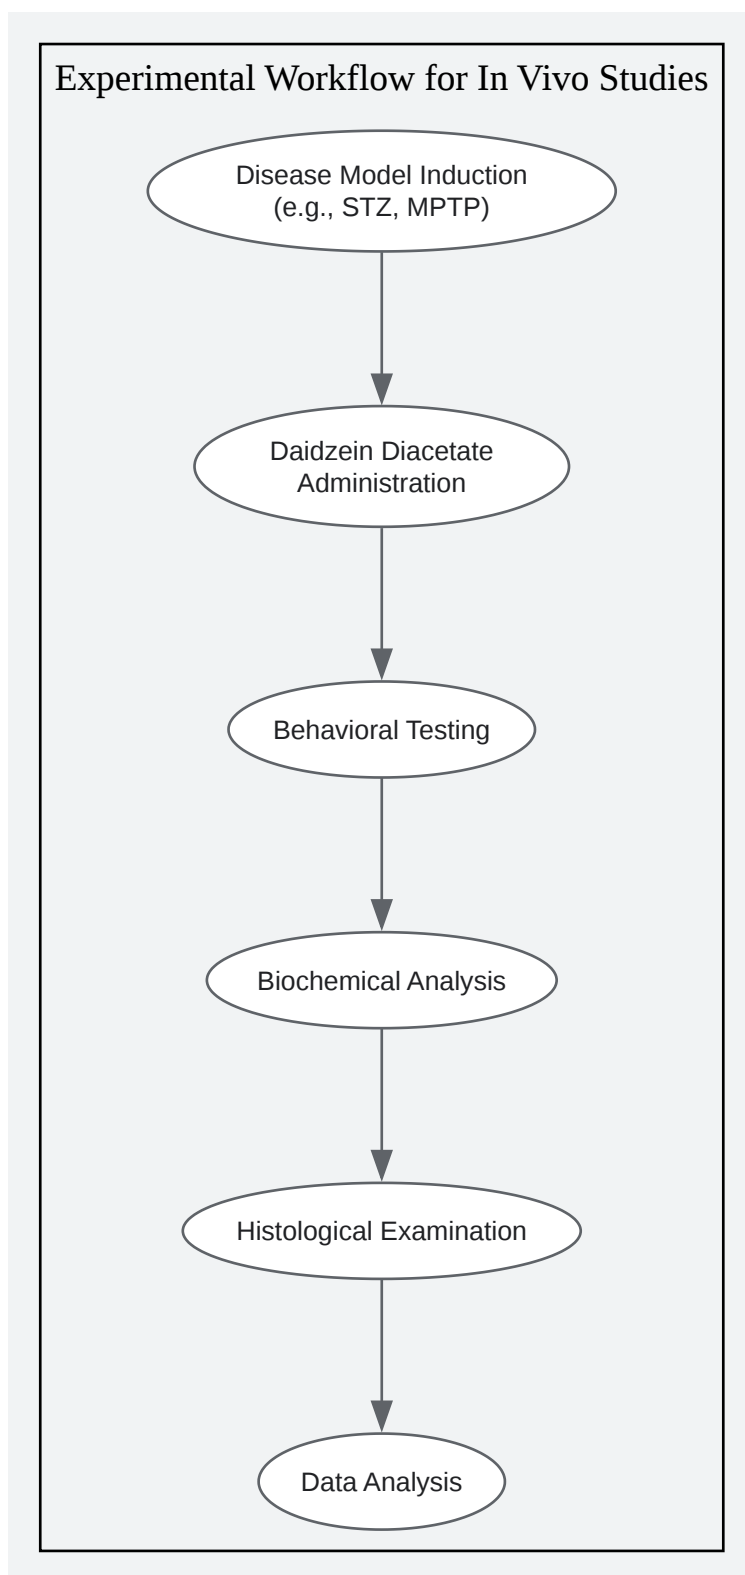 Experimental Workflow for In Vivo Studies
Disease Model Induction
(e.g., STZ, MPTP)
Daidzein Diacetate
Administration
Behavioral Testing
Biochemical Analysis
Histological Examination
Data Analysis